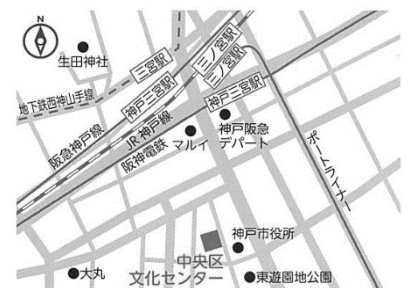 N
生田神社
三宮駅
三ノ宮駅
三ノ宮駅
地下鉄西神山手線
神戸三宮駅
神戸三宮駅
阪急神戸線
JR神戸線
阪神電鉄
マルイ
神戸阪急
デパート
ポートライナー
中央区
文化センター
神戸市役所
大丸
東遊園地公園